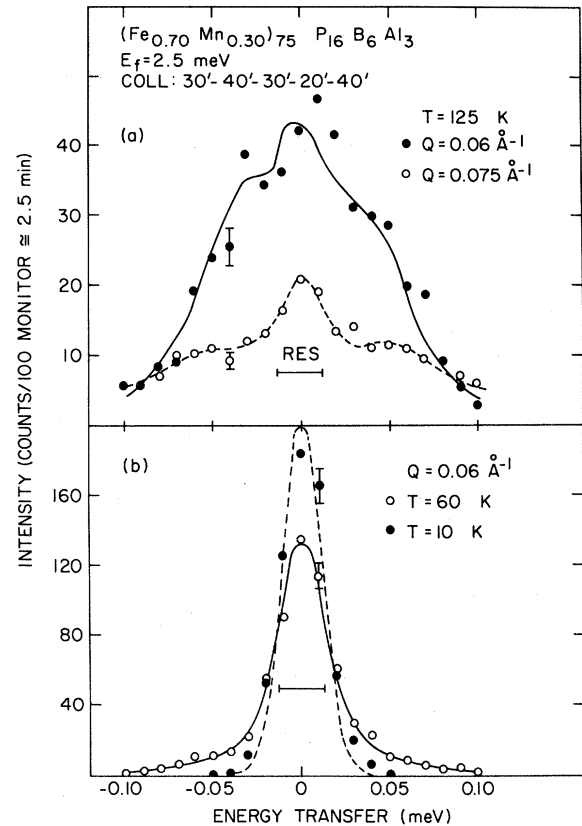 (Fe0.70 Mn0.30)75 P16 B6 Al3
Ef=2.5 meV
COLL: 30′-40′-30′-20′-40′
(a)
T=125 K
● Q=0.06 Å-1
○ Q=0.075 Å-1
40
30
20
10
RES
INTENSITY (COUNTS/100 MONITOR ≅ 2.5 min)
(b)
Q=0.06 Å-1
○ T=60 K
● T=10 K
160
120
80
40
-0.10
-0.05
0
0.05
0.10
ENERGY TRANSFER (meV)